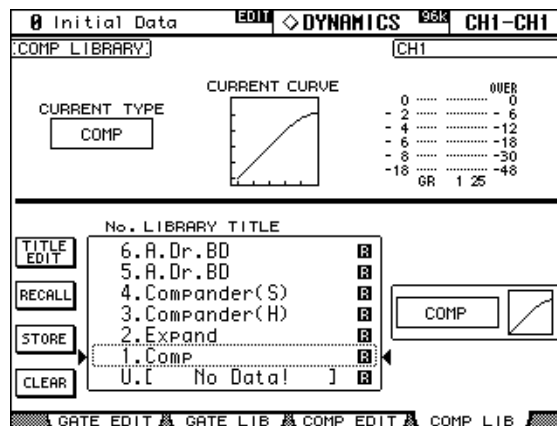 0 Initial Data EDIT ◇DYNAMICS 96K CH1-CH1
COMP LIBRARY CH1
CURRENT TYPE
COMP
CURRENT CURVE
OVER
0 0
- 2 - 6
- 4 -12
- 6 -18
- 8 -30
-18 -48
GR 1 25
No. LIBRARY TITLE
TITLE EDIT
RECALL
STORE
CLEAR
6.A.Dr.BD R
5.A.Dr.BD R
4.Compander(S) R
3.Compander(H) R
2.Expand R
1.Comp R
U.[ No Data! ] R
COMP
GATE EDIT GATE LIB COMP EDIT COMP LIB